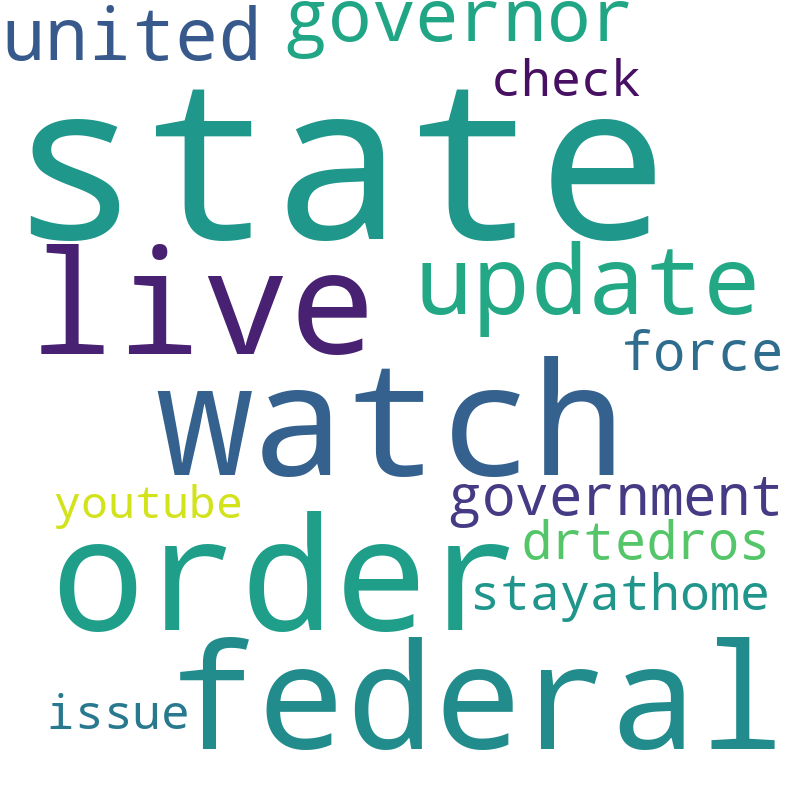 united governor
check
state
live update
force
watch
youtube government
drtedros
order stayathome
issue federal